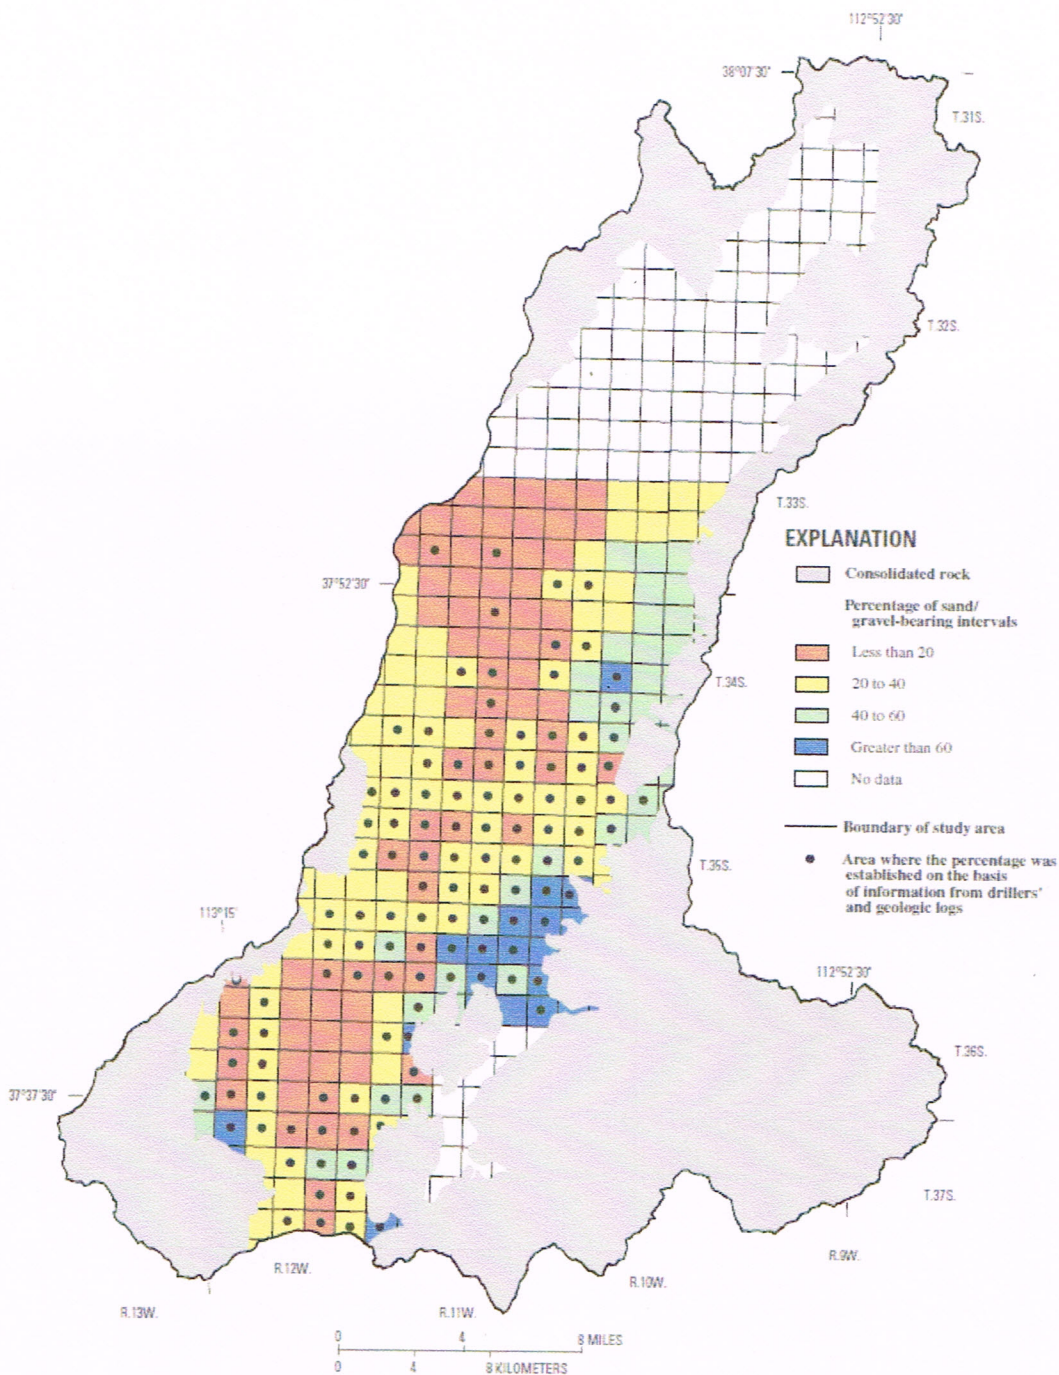 112°52'30"
38°07'30"
T.31S.
T.32S.
T.33S.
EXPLANATION
Consolidated rock
Percentage of sand/
gravel-bearing intervals
Less than 20
20 to 40
40 to 60
Greater than 60
No data
Boundary of study area
Area where the percentage was
established on the basis
of information from drillers'
and geologic logs
37°52'30"
T.34S.
T.35S.
113°15'
112°52'30"
T.36S.
37°37'30"
T.37S.
R.9W.
R.12W.
R.10W.
R.13W.
R.11W.
0 4 8 MILES
0 4 8 KILOMETERS